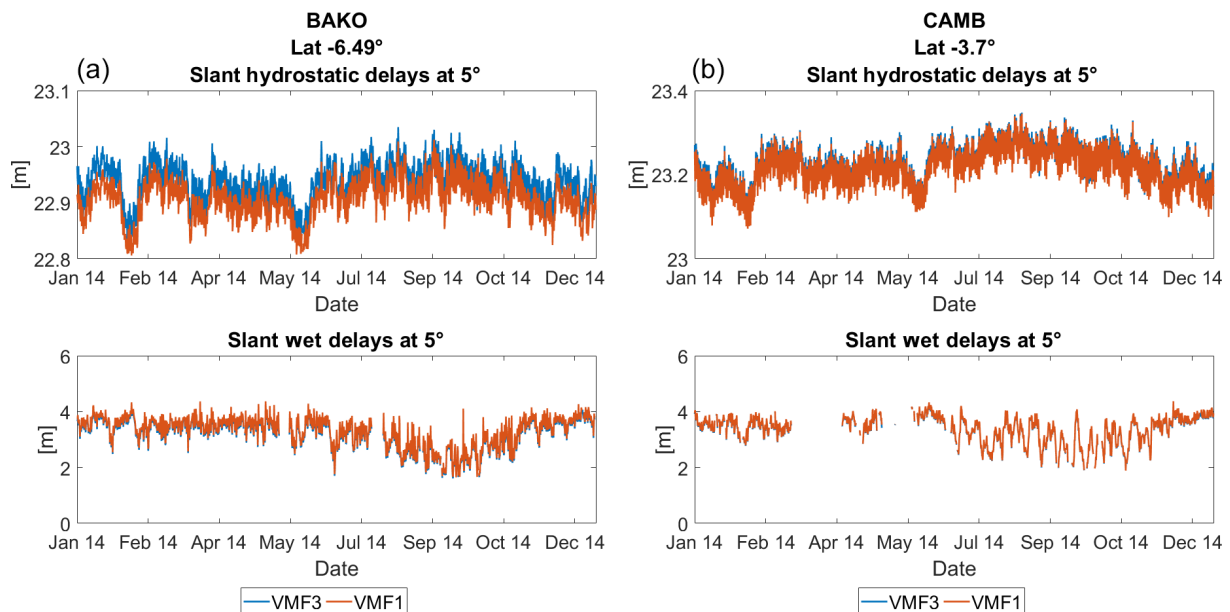 BAKO
Lat -6.49°
(a)
Slant hydrostatic delays at 5°
23.1
23
22.9
22.8
[m]
Jan 14 Feb 14 Apr 14 May 14 Jul 14 Sep 14 Oct 14 Dec 14
Date
Slant wet delays at 5°
6
4
2
0
[m]
Jan 14 Feb 14 Apr 14 May 14 Jul 14 Sep 14 Oct 14 Dec 14
Date
VMF3 VMF1
CAMB
Lat -3.7°
(b)
Slant hydrostatic delays at 5°
23.4
23.2
23
[m]
Jan 14 Feb 14 Apr 14 May 14 Jul 14 Sep 14 Oct 14 Dec 14
Date
Slant wet delays at 5°
6
4
2
0
[m]
Jan 14 Feb 14 Apr 14 May 14 Jul 14 Sep 14 Oct 14 Dec 14
Date
VMF3 VMF1